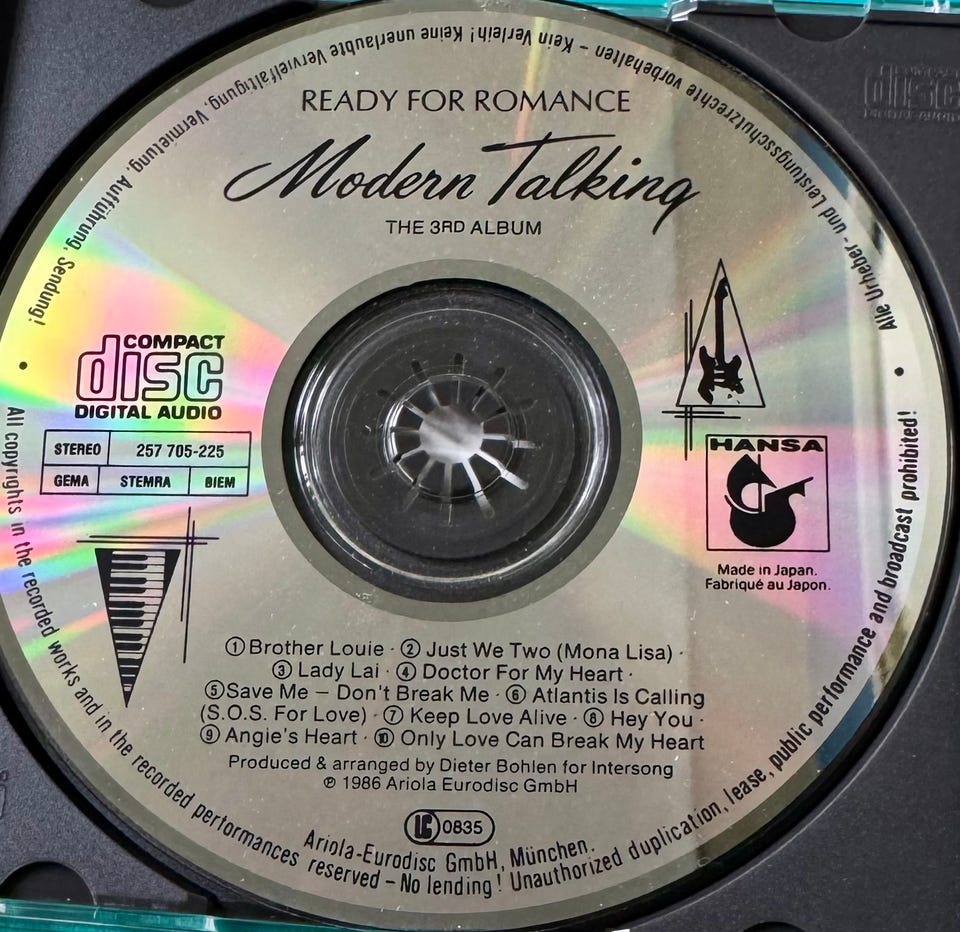 READY FOR ROMANCE
Modern Talking
THE 3RD ALBUM
COMPACT
disc
DIGITAL AUDIO
STEREO 257 705-225
GEMA STEMRA BIEM
HANSA
Made in Japan.
Fabriqué au Japon.
① Brother Louie · ② Just We Two (Mona Lisa) ·
③ Lady Lai · ④ Doctor For My Heart ·
⑤ Save Me – Don't Break Me · ⑥ Atlantis Is Calling
(S.O.S. For Love) · ⑦ Keep Love Alive · ⑧ Hey You ·
⑨ Angie's Heart · ⑩ Only Love Can Break My Heart
Produced & arranged by Dieter Bohlen for Intersong
℗ 1986 Ariola Eurodisc GmbH
LC 0835
Ariola-Eurodisc GmbH, München.
All copyrights in the recorded works and in the recorded performances reserved – No lending! Unauthorized duplication, lease, public performance and broadcast prohibited!
Alle Urheber- und Leistungsschutzrechte vorbehalten – Kein Verleih! Keine unerlaubte Vervielfältigung, Vermietung, Aufführung, Sendung!
disc